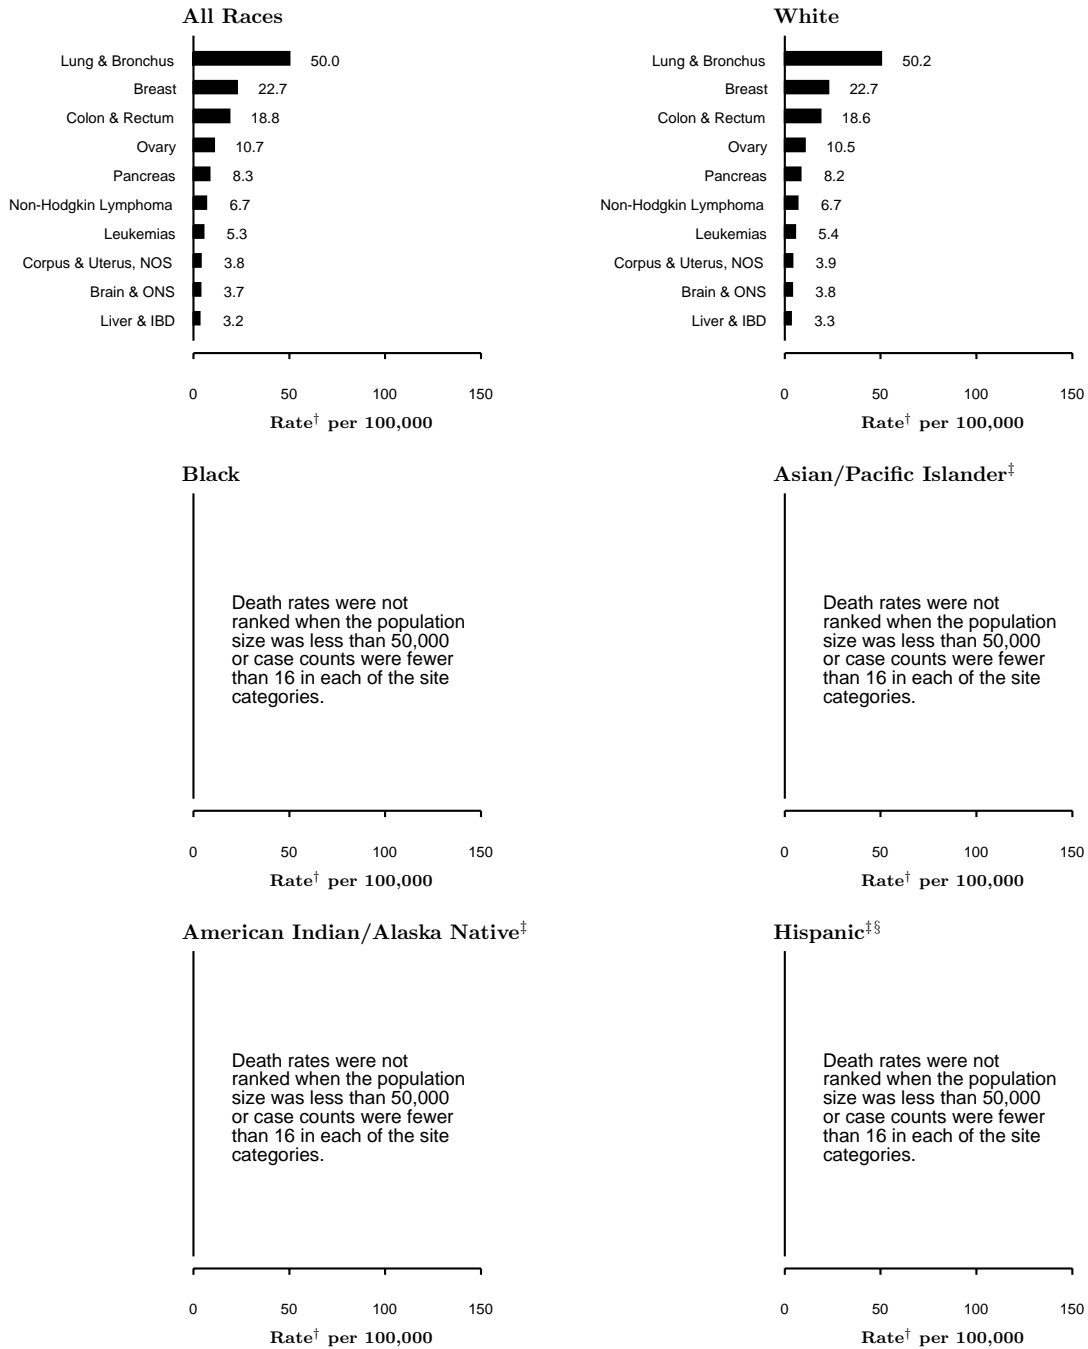 All Races
Lung & Bronchus 50.0
Breast 22.7
Colon & Rectum 18.8
Ovary 10.7
Pancreas 8.3
Non-Hodgkin Lymphoma 6.7
Leukemias 5.3
Corpus & Uterus, NOS 3.8
Brain & ONS 3.7
Liver & IBD 3.2
0 50 100 150
Rate† per 100,000
White
Lung & Bronchus 50.2
Breast 22.7
Colon & Rectum 18.6
Ovary 10.5
Pancreas 8.2
Non-Hodgkin Lymphoma 6.7
Leukemias 5.4
Corpus & Uterus, NOS 3.9
Brain & ONS 3.8
Liver & IBD 3.3
0 50 100 150
Rate† per 100,000
Black
Death rates were not
ranked when the population
size was less than 50,000
or case counts were fewer
than 16 in each of the site
categories.
0 50 100 150
Rate† per 100,000
Asian/Pacific Islander‡
Death rates were not
ranked when the population
size was less than 50,000
or case counts were fewer
than 16 in each of the site
categories.
0 50 100 150
Rate† per 100,000
American Indian/Alaska Native‡
Death rates were not
ranked when the population
size was less than 50,000
or case counts were fewer
than 16 in each of the site
categories.
0 50 100 150
Rate† per 100,000
Hispanic‡§
Death rates were not
ranked when the population
size was less than 50,000
or case counts were fewer
than 16 in each of the site
categories.
0 50 100 150
Rate† per 100,000